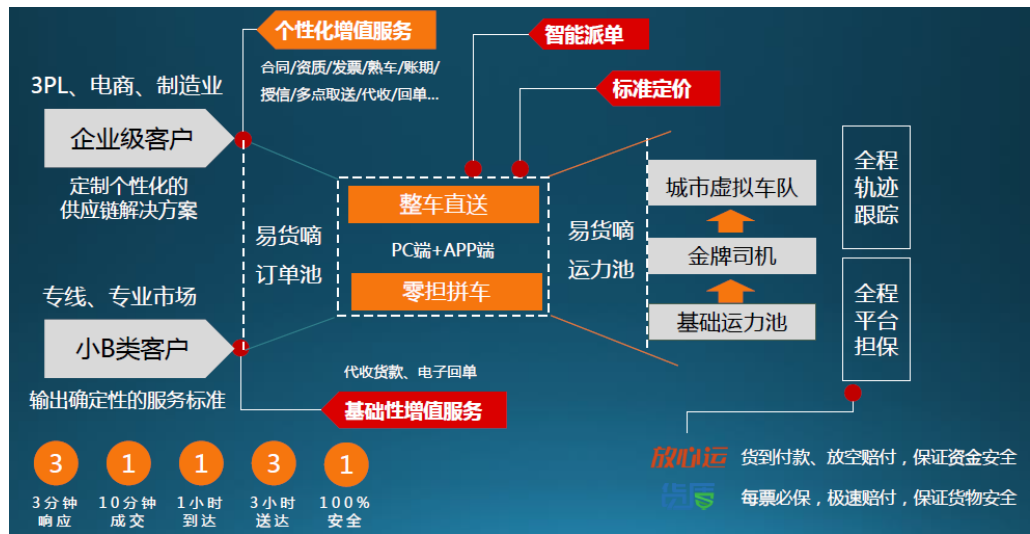 个性化增值服务
合同/资质/发票/熟车/账期/
授信/多点取送/代收/回单...
智能派单
标准定价
3PL、电商、制造业
企业级客户
定制个性化的
供应链解决方案
易货嘀
订单池
整车直送
PC端+APP端
零担拼车
易货嘀
运力池
城市虚拟车队
金牌司机
基础运力池
全程
轨迹
跟踪
全程
平台
担保
专线、专业市场
小B类客户
输出确定性的服务标准
代收货款、电子回单
基础性增值服务
3
3分钟
响应
1
10分钟
成交
1
1小时
到达
3
3小时
送达
1
100%
安全
放心运
货到付款、放空赔付，保证资金安全
货盾
每票必保，极速赔付，保证货物安全